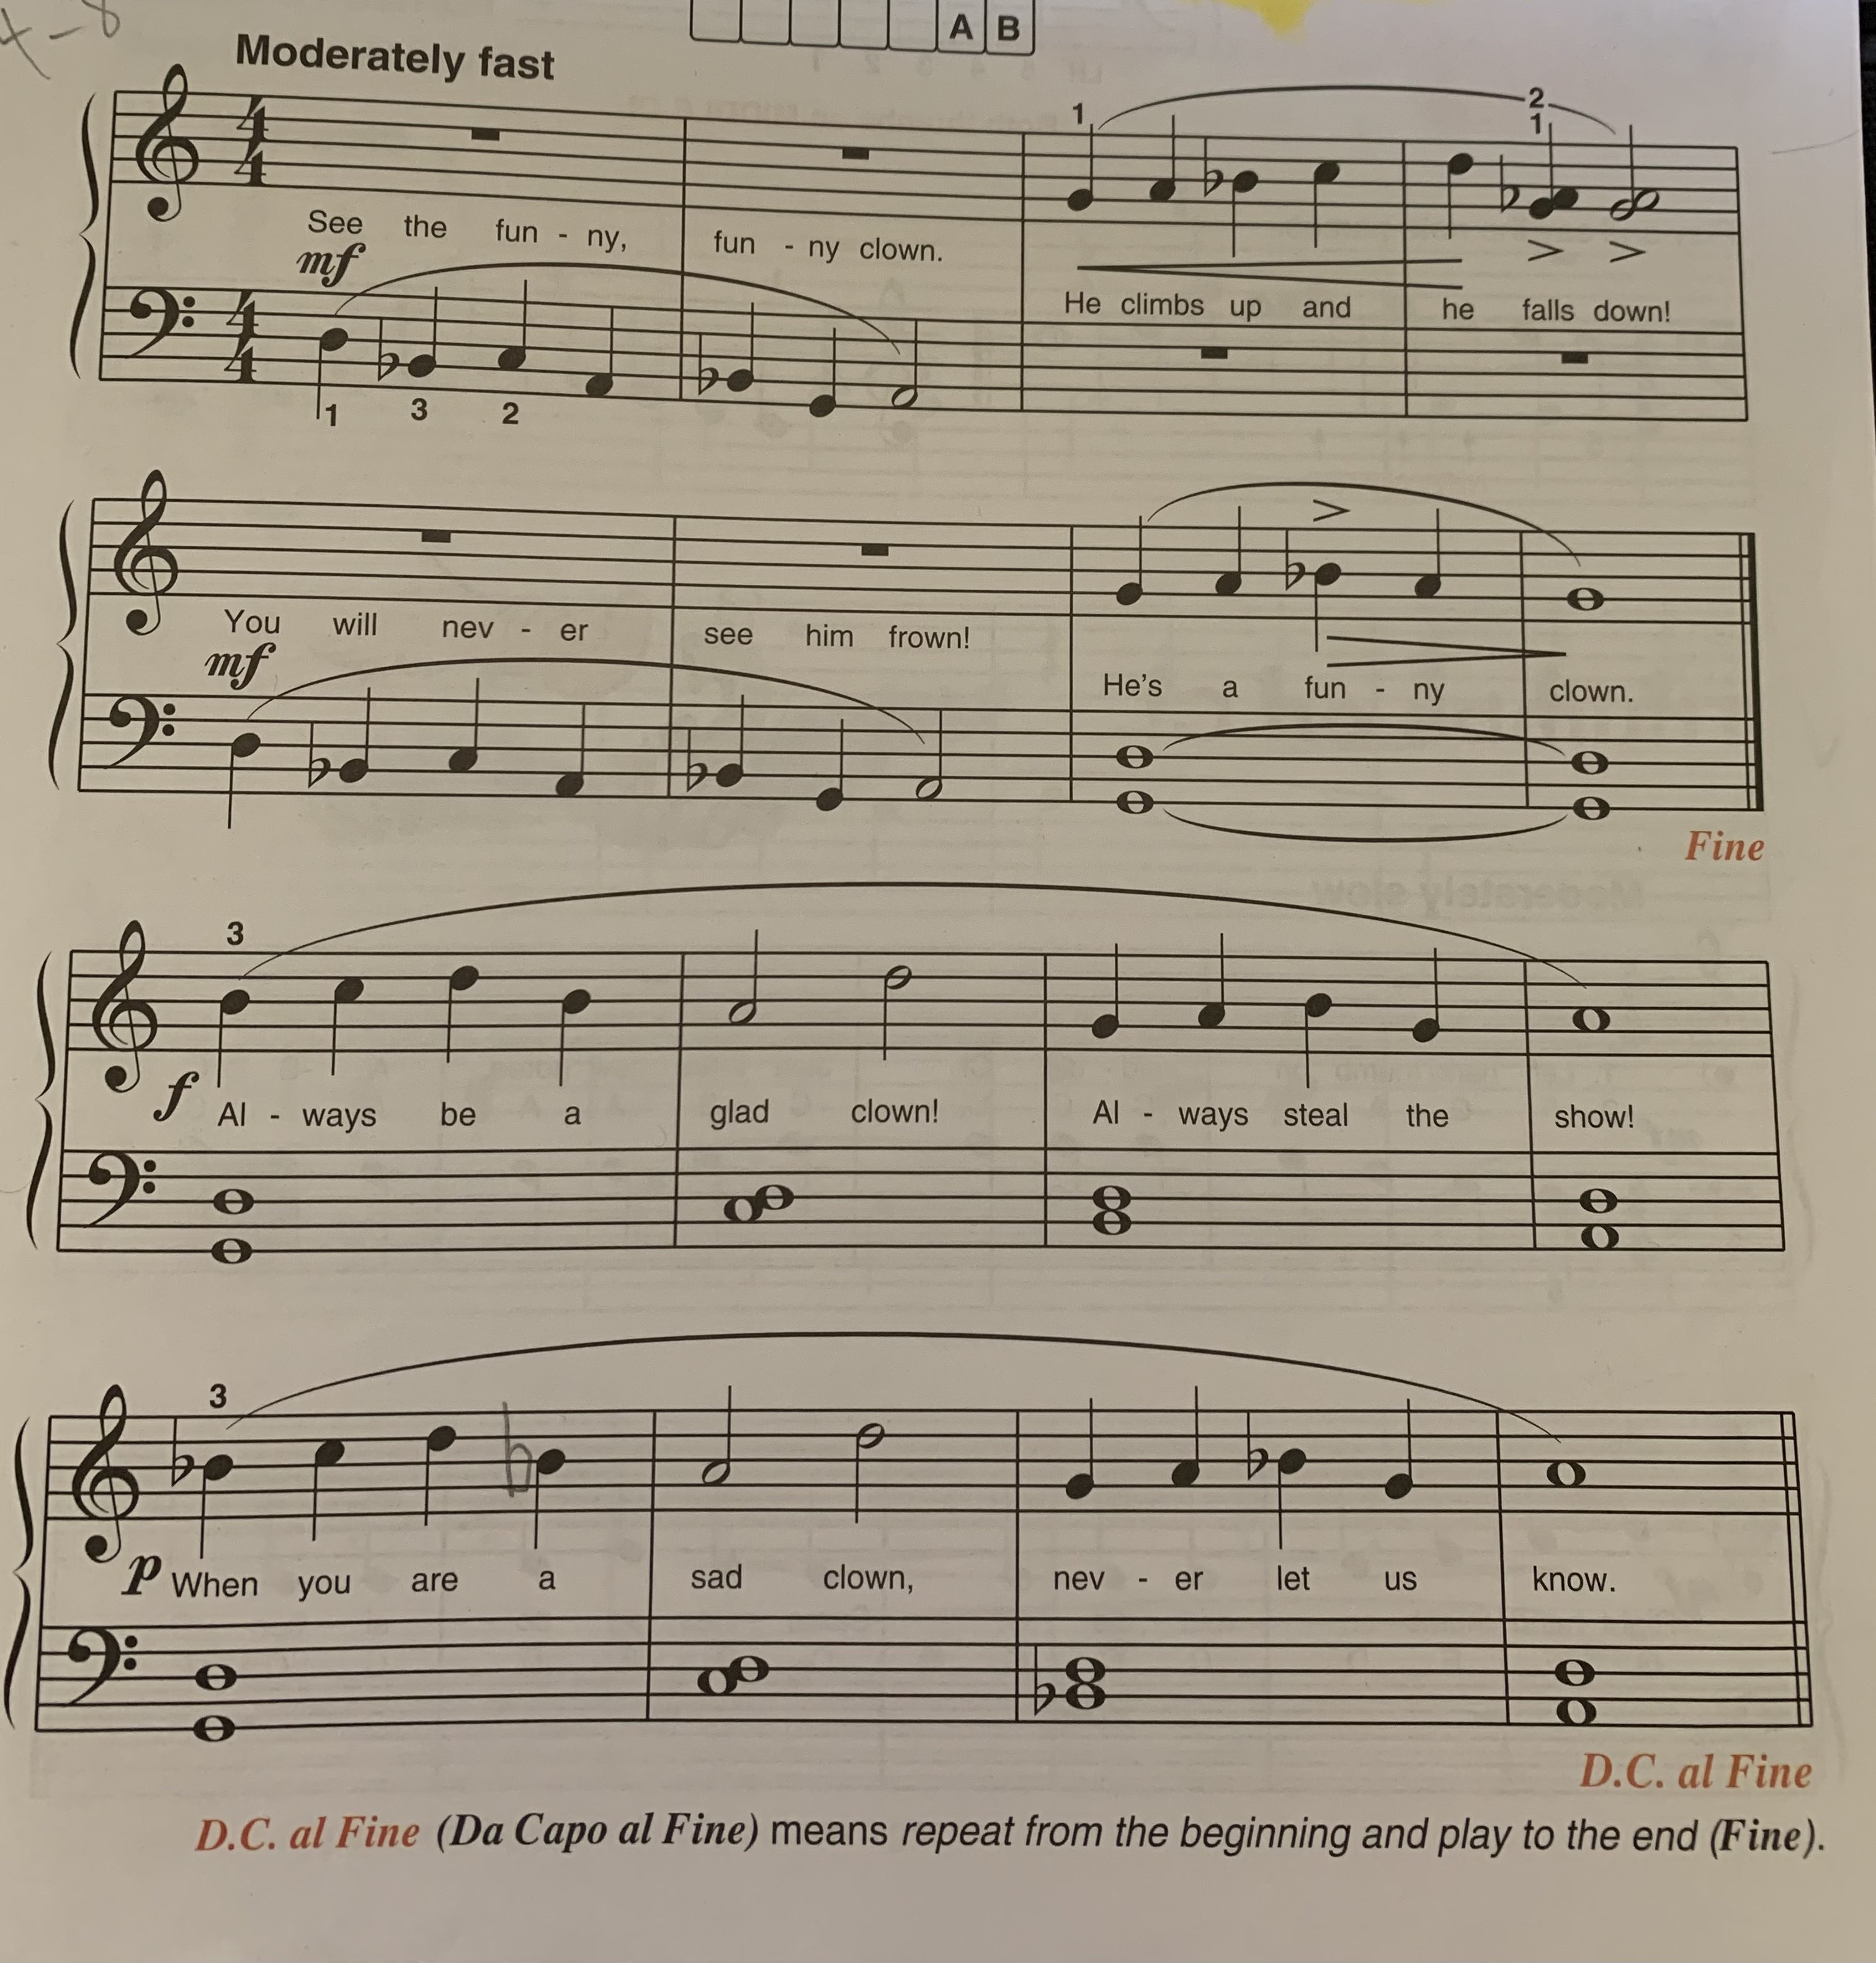 4-8
A B
Moderately fast
1 2
1
4
4
See the fun - ny, fun - ny clown.
mf
He climbs up and he falls down!
4
4
1 3 2
You will nev - er see him frown!
mf
He's a fun - ny clown.
Fine
3
f Al - ways be a glad clown! Al - ways steal the show!
3
p When you are a sad clown, nev - er let us know.
D.C. al Fine
D.C. al Fine (Da Capo al Fine) means repeat from the beginning and play to the end (Fine).